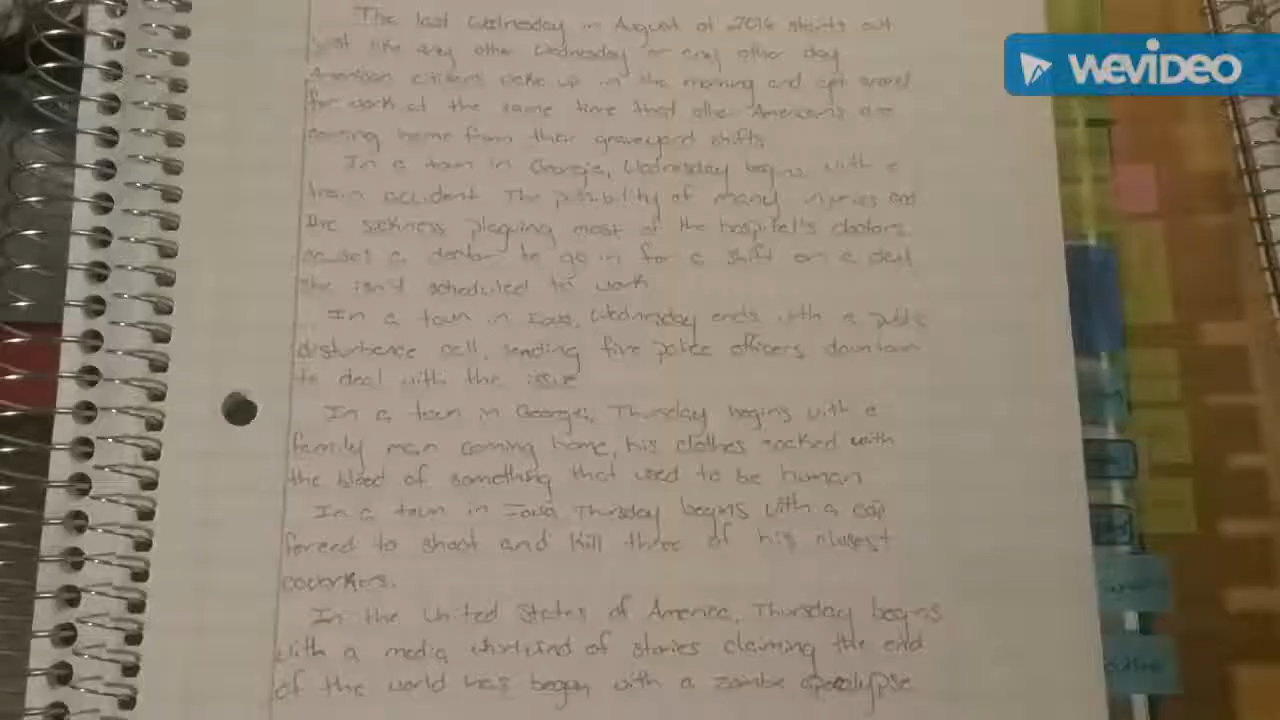 The last Wednesday in August of 2016 starts out
just like any other Wednesday or any other day
American citizens wake up in the morning and get ready
for work at the same time that other Americans are
coming home from their graveyard shifts
In a town in Georgia, Wednesday begins with a
train accident. The possibility of many injuries and
the sickness plaguing most of the hospital's doctors
causes a doctor to go in for a shift on a day
she isn't scheduled to work
In a town in Iowa, Wednesday ends with a public
disturbance call, sending five police officers downtown
to deal with the issue
In a town in Georgia, Thursday begins with a
family man coming home, his clothes soaked with
the blood of something that used to be human
In a town in Iowa Thursday begins with a cop
forced to shoot and kill three of his closest
coworkers.
In the United States of America, Thursday begins
with a media whirlwind of stories claiming the end
of the world has begun with a zombie apocalypse
WEVIDEO